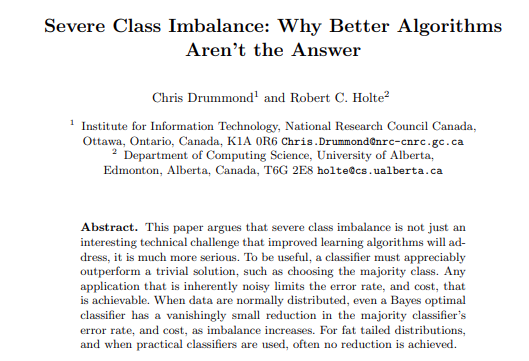 Severe Class Imbalance: Why Better Algorithms
Aren't the Answer
Chris Drummond1 and Robert C. Holte2
1 Institute for Information Technology, National Research Council Canada,
Ottawa, Ontario, Canada, K1A 0R6 Chris.Drummond@nrc-cnrc.gc.ca
2 Department of Computing Science, University of Alberta,
Edmonton, Alberta, Canada, T6G 2E8 holte@cs.ualberta.ca
Abstract. This paper argues that severe class imbalance is not just an
interesting technical challenge that improved learning algorithms will ad-
dress, it is much more serious. To be useful, a classifier must appreciably
outperform a trivial solution, such as choosing the majority class. Any
application that is inherently noisy limits the error rate, and cost, that
is achievable. When data are normally distributed, even a Bayes optimal
classifier has a vanishingly small reduction in the majority classifier's
error rate, and cost, as imbalance increases. For fat tailed distributions,
and when practical classifiers are used, often no reduction is achieved.